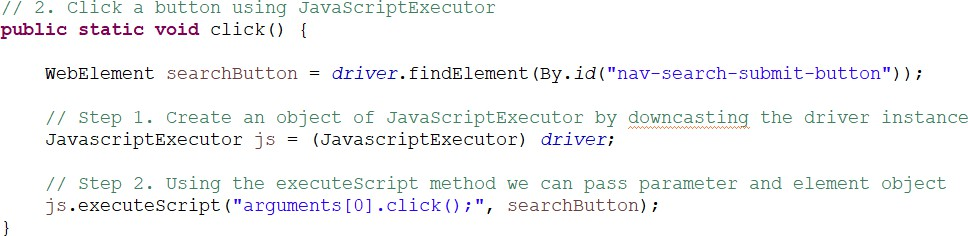 // 2. Click a button using JavaScriptExecutor
public static void click() {
WebElement searchButton = driver.findElement(By.id("nav-search-submit-button"));
// Step 1. Create an object of JavaScriptExecutor by downcasting the driver instance
JavascriptExecutor js = (JavascriptExecutor) driver;
// Step 2. Using the executeScript method we can pass parameter and element object
js.executeScript("arguments[0].click();", searchButton);
}